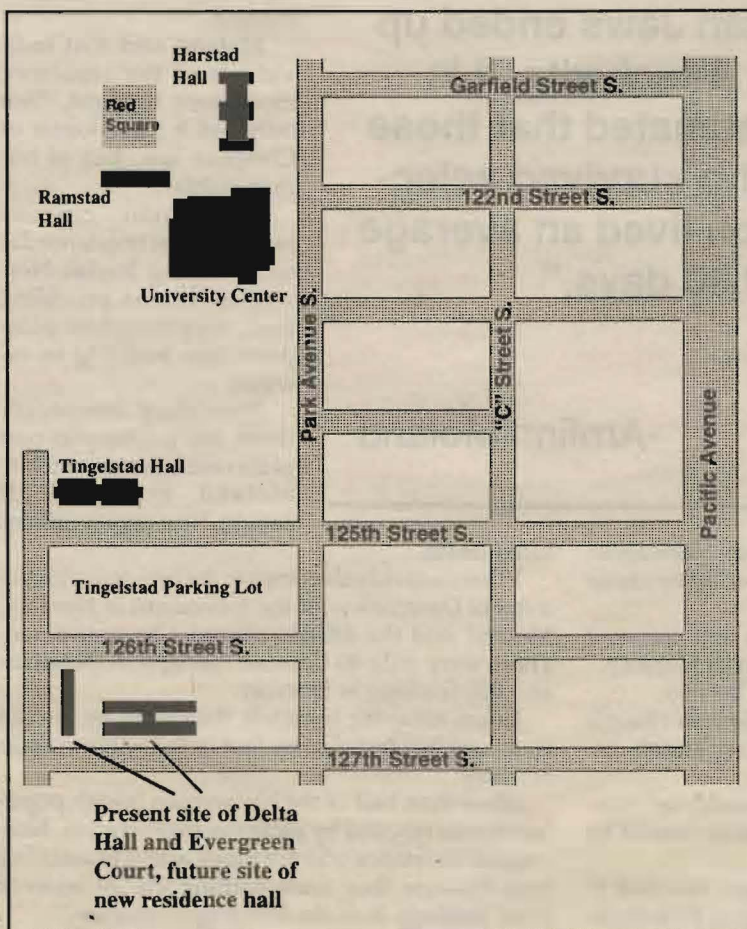 Harstad
Hall
Garfield Street S.
Red
Square
Ramstad
Hall
122nd Street S.
University Center
Park Avenue S.
"C" Street S.
Pacific Avenue
Tingelstad Hall
125th Street S.
Tingelstad Parking Lot
126th Street S.
127th Street S.
Present site of Delta
Hall and Evergreen
Court, future site of
new residence hall